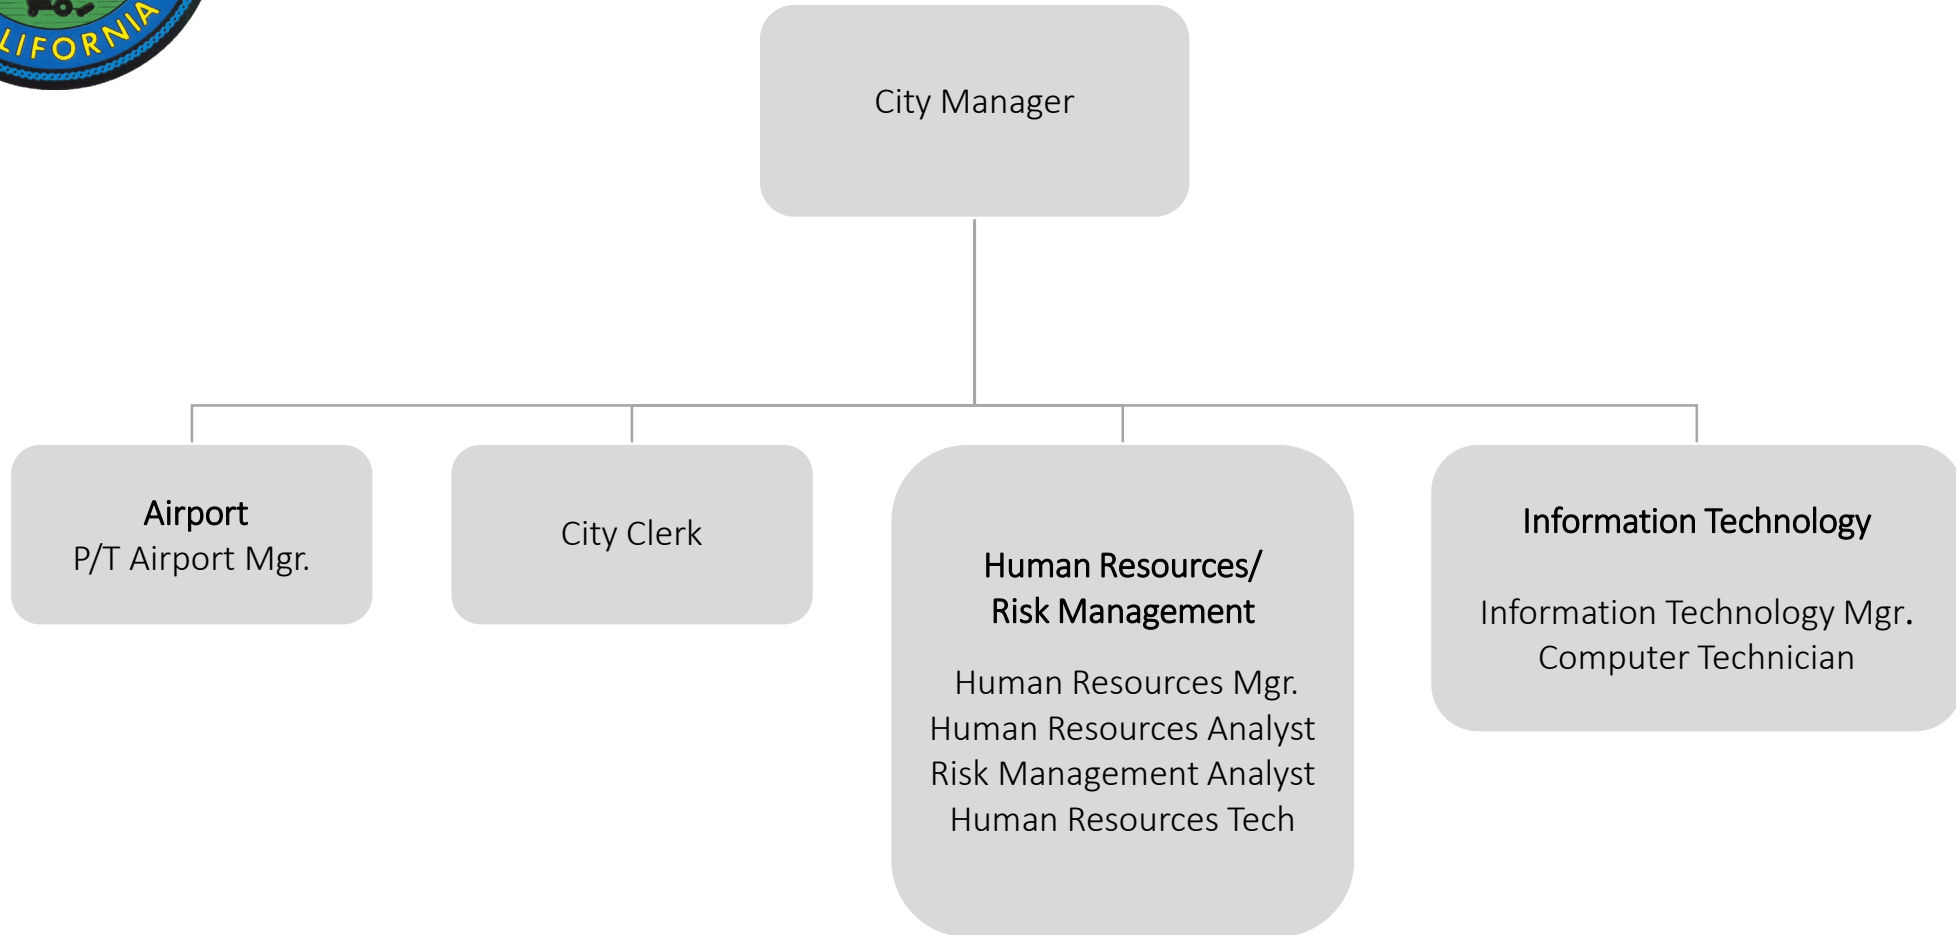 LIFORNIA
City Manager
Airport
P/T Airport Mgr.
City Clerk
Human Resources/
Risk Management
Human Resources Mgr.
Human Resources Analyst
Risk Management Analyst
Human Resources Tech
Information Technology
Information Technology Mgr.
Computer Technician